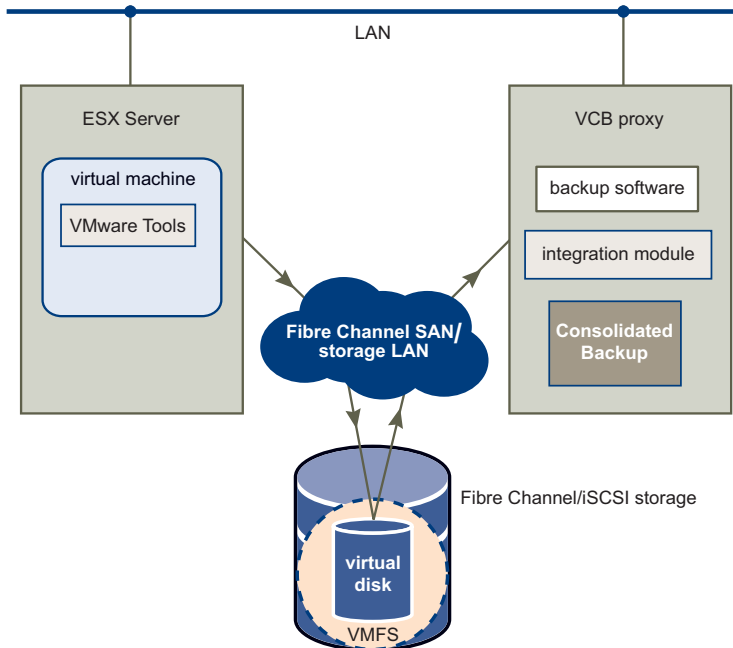 LAN
ESX Server
virtual machine
VMware Tools
VCB proxy
backup software
integration module
Consolidated
Backup
Fibre Channel SAN/
storage LAN
Fibre Channel/iSCSI storage
virtual
disk
VMFS